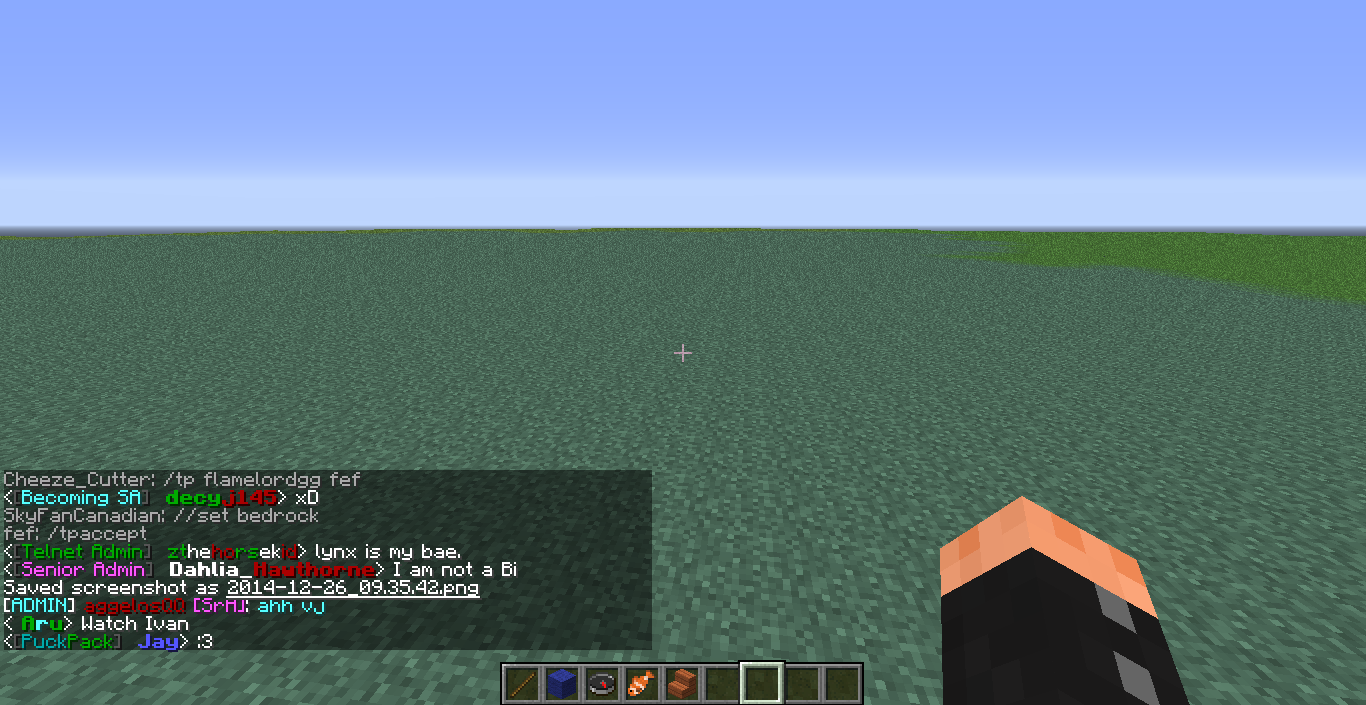 Cheeze_Cutter: /tp flamelordgg fef
<[Becoming SA] decyj145> xD
SkyFanCanadian: //set bedrock
fef: /tpaccept
<[Telnet Admin] zthehorsekid> lynx is my bae.
<[Senior Admin] Dahlia_Hawthorne> I am not a Bi
Saved screenshot as 2014-12-26_09.35.42.png
[ADMIN] aggelosQQ [SrA]: ahh vj
< Aru> Watch Ivan
<[PuckPack] Jay> :3